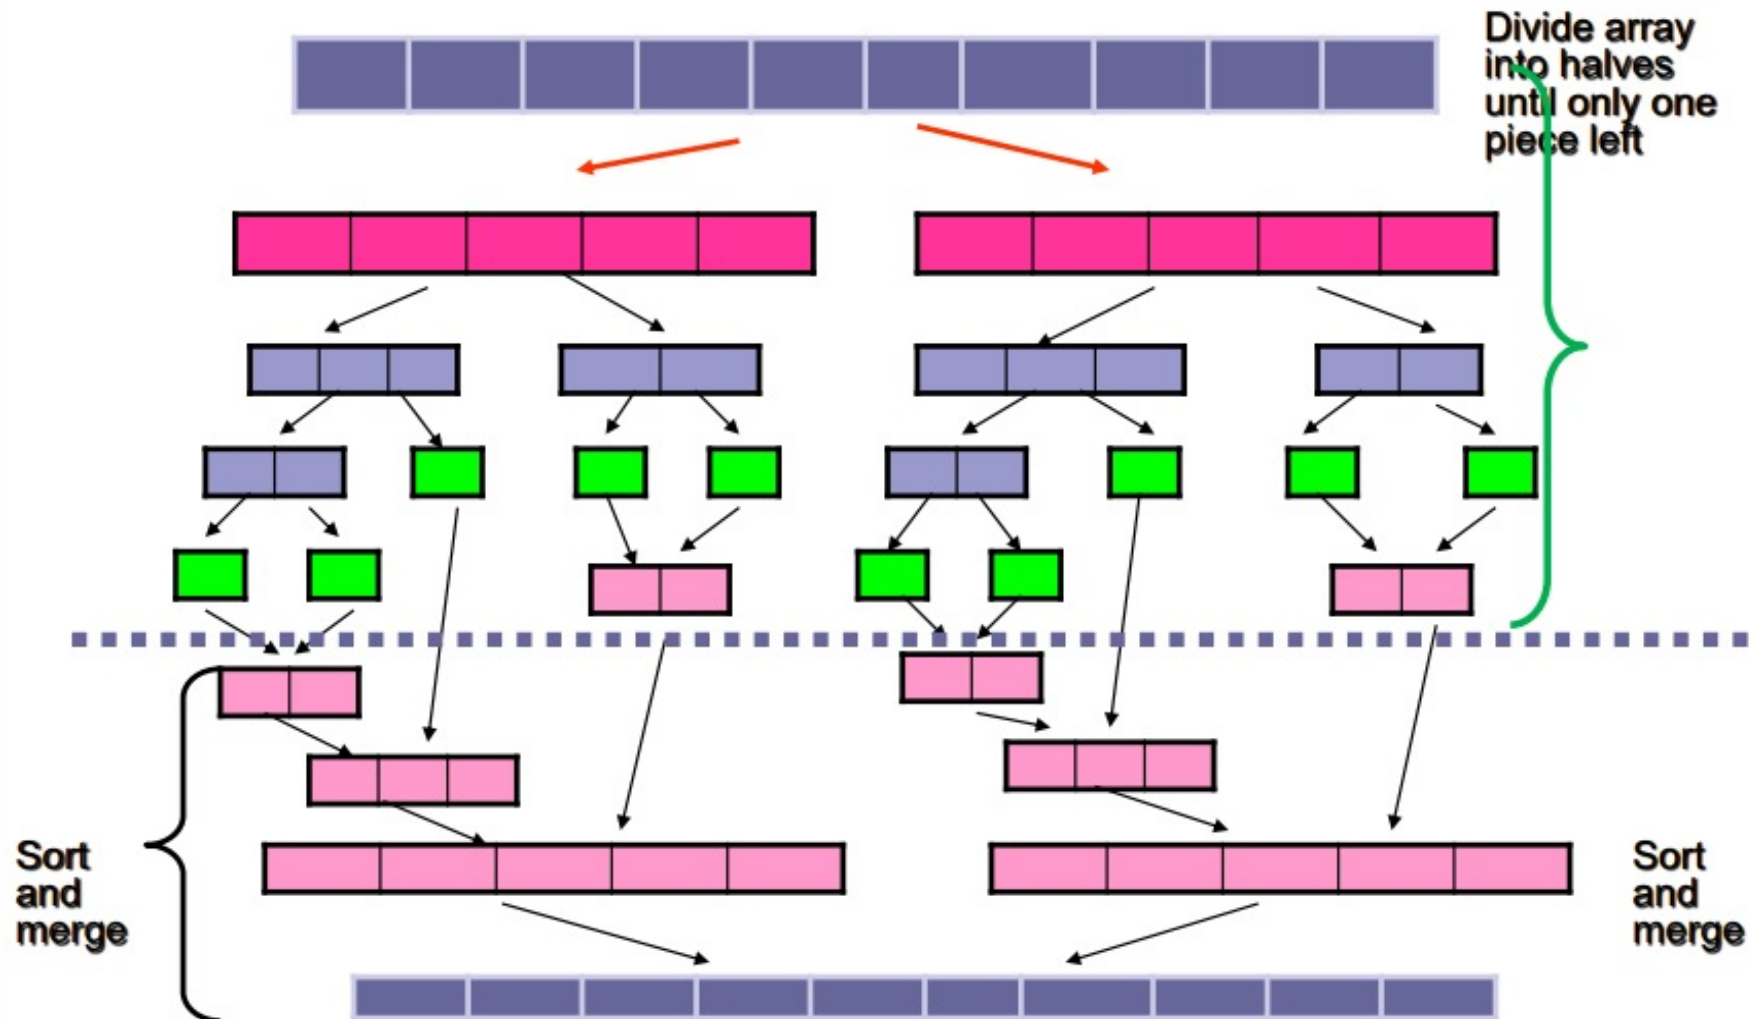 Divide array
into halves
until only one
piece left
Sort
and
merge
Sort
and
merge